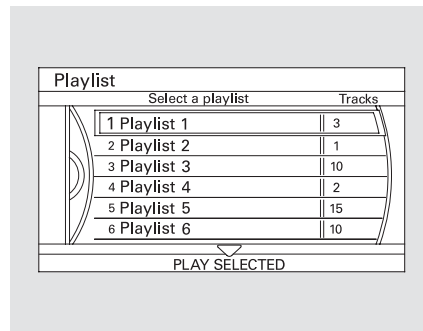 Playlist
Select a playlist Tracks
1 Playlist 1 3
2 Playlist 2 1
3 Playlist 3 10
4 Playlist 4 2
5 Playlist 5 15
6 Playlist 6 10
PLAY SELECTED